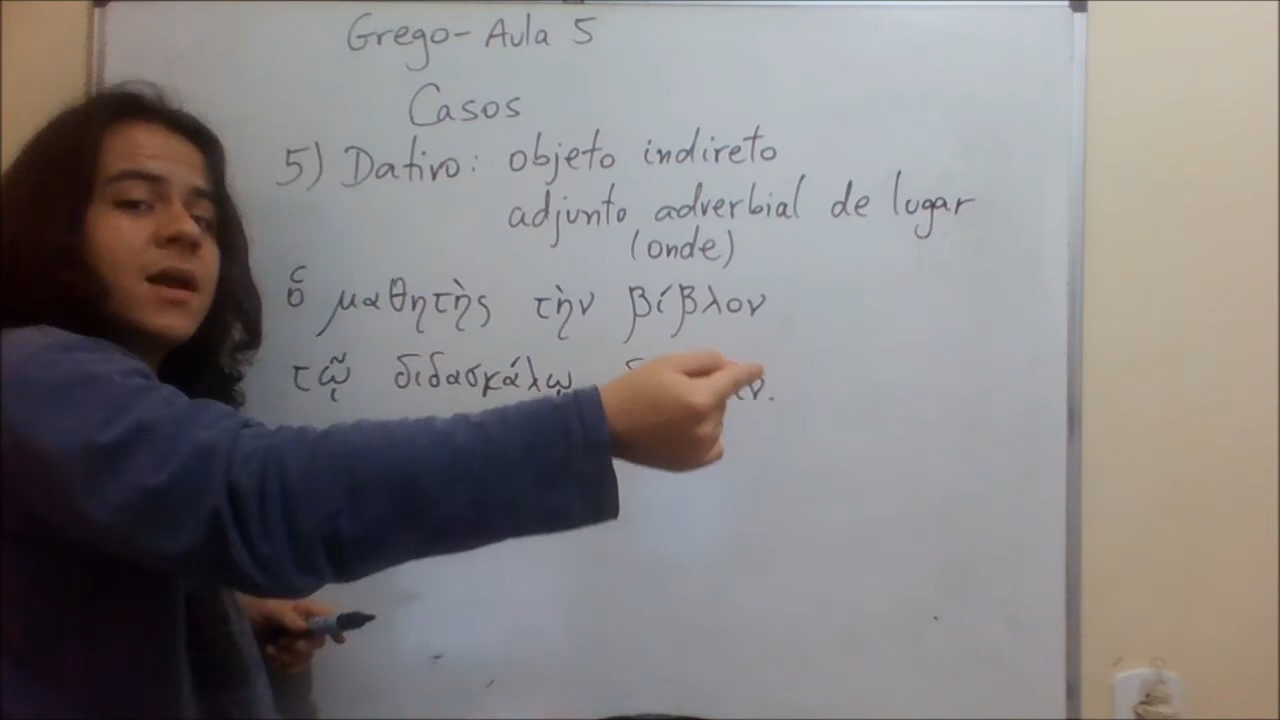 Grego - Aula 5
Casos
5) Dativo: objeto indireto
adjunto adverbial de lugar
(onde)
ὁ μαθητὴς τὴν βίβλον
τῷ διδασκάλῳ